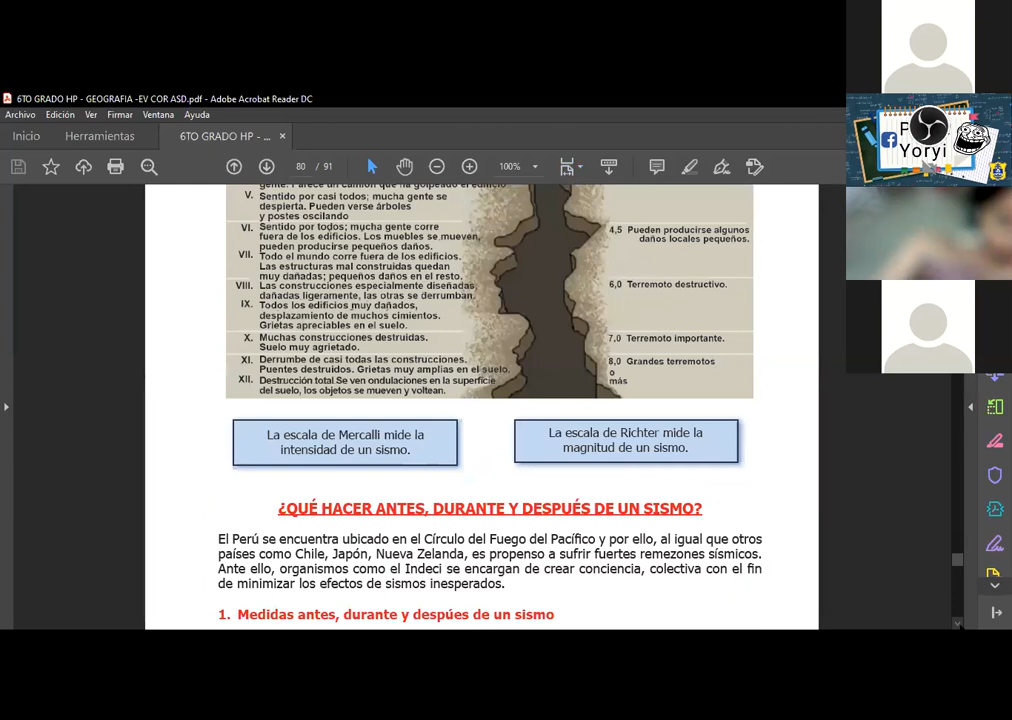 6TO GRADO HP - GEOGRAFIA -EV COR ASD.pdf - Adobe Acrobat Reader DC
Archivo Edición Ver Firmar Ventana Ayuda
Inicio Herramientas 6TO GRADO HP - ... ×
80 / 91 100%
gente. Parece un camión que ha golpeado el edificio
V. Sentido por casi todos; mucha gente se
despierta. Pueden verse árboles
y postes oscilando
VI. Sentido por todos; mucha gente corre
fuera de los edificios. Los muebles se mueven,
pueden producirse pequeños daños.
VII. Todo el mundo corre fuera de los edificios.
Las estructuras mal construidas quedan
muy dañadas; pequeños daños en el resto.
VIII. Las construcciones especialmente diseñadas,
dañadas ligeramente, las otras se derrumban.
IX. Todos los edificios muy dañados,
desplazamiento de muchos cimientos.
Grietas apreciables en el suelo.
X. Muchas construcciones destruidas.
Suelo muy agrietado.
XI. Derrumbe de casi todas las construcciones.
Puentes destruidos. Grietas muy amplias en el suelo.
XII. Destrucción total. Se ven ondulaciones en la superficie
del suelo, los objetos se mueven y voltean.
4,5 Pueden producirse algunos
daños locales pequeños.
6,0 Terremoto destructivo.
7,0 Terremoto importante.
8,0 Grandes terremotos
o
más
La escala de Mercalli mide la
intensidad de un sismo.
La escala de Richter mide la
magnitud de un sismo.
¿QUÉ HACER ANTES, DURANTE Y DESPUÉS DE UN SISMO?
El Perú se encuentra ubicado en el Círculo del Fuego del Pacífico y por ello, al igual que otros
países como Chile, Japón, Nueva Zelanda, es propenso a sufrir fuertes remezones sísmicos.
Ante ello, organismos como el Indeci se encargan de crear conciencia, colectiva con el fin
de minimizar los efectos de sismos inesperados.
1. Medidas antes, durante y despúes de un sismo
Yoryi